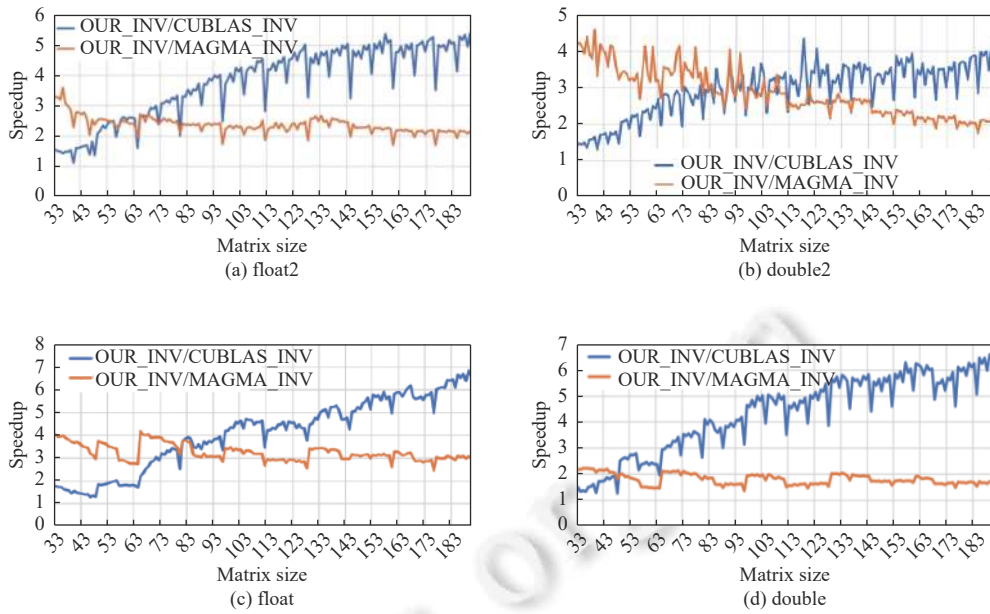 OUR_INV/CUBLAS_INV
OUR_INV/MAGMA_INV
6
5
4
3
2
1
0
Speedup
33 43 53 63 73 83 93 103 113 123 133 143 153 163 173 183
Matrix size
(a) float2
5
4
3
2
1
0
Speedup
OUR_INV/CUBLAS_INV
OUR_INV/MAGMA_INV
33 43 53 63 73 83 93 103 113 123 133 143 153 163 173 183
Matrix size
(b) double2
8
7
6
5
4
3
2
1
0
Speedup
OUR_INV/CUBLAS_INV
OUR_INV/MAGMA_INV
33 43 53 63 73 83 93 103 113 123 133 145 153 163 173 183
Matrix size
(c) float
7
6
5
4
3
2
1
0
Speedup
OUR_INV/CUBLAS_INV
OUR_INV/MAGMA_INV
33 43 53 63 73 83 93 103 113 123 133 143 153 163 173 183
Matrix size
(d) double